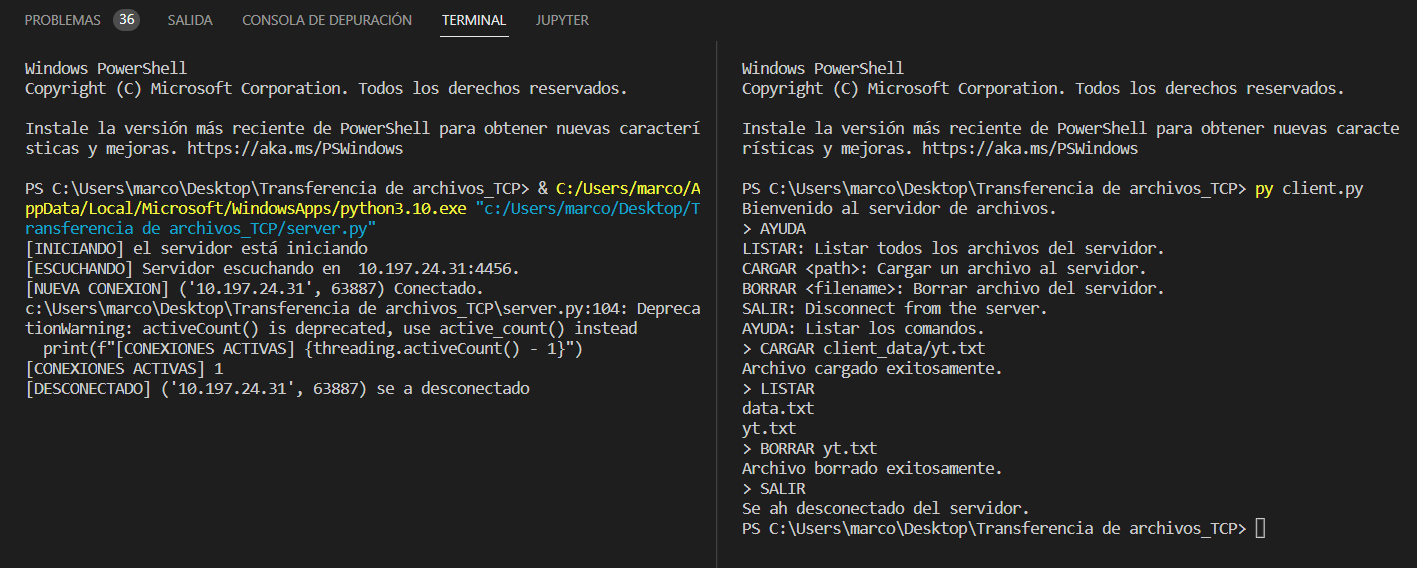 PROBLEMAS 36 SALIDA CONSOLA DE DEPURACIÓN TERMINAL JUPYTER
Windows PowerShell
Copyright (C) Microsoft Corporation. Todos los derechos reservados.
Instale la versión más reciente de PowerShell para obtener nuevas caracterí
sticas y mejoras. https://aka.ms/PSWindows
PS C:\Users\marco\Desktop\Transferencia de archivos_TCP> & C:/Users/marco/A
ppData/Local/Microsoft/WindowsApps/python3.10.exe "c:/Users/marco/Desktop/T
ransferencia de archivos_TCP/server.py"
[INICIANDO] el servidor está iniciando
[ESCUCHANDO] Servidor escuchando en  10.197.24.31:4456.
[NUEVA CONEXION] ('10.197.24.31', 63887) Conectado.
c:\Users\marco\Desktop\Transferencia de archivos_TCP\server.py:104: Depreca
tionWarning: activeCount() is deprecated, use active_count() instead
  print(f"[CONEXIONES ACTIVAS] {threading.activeCount() - 1}")
[CONEXIONES ACTIVAS] 1
[DESCONECTADO] ('10.197.24.31', 63887) se a desconectado
Windows PowerShell
Copyright (C) Microsoft Corporation. Todos los derechos reservados.
Instale la versión más reciente de PowerShell para obtener nuevas caracte
rísticas y mejoras. https://aka.ms/PSWindows
PS C:\Users\marco\Desktop\Transferencia de archivos_TCP> py client.py
Bienvenido al servidor de archivos.
> AYUDA
LISTAR: Listar todos los archivos del servidor.
CARGAR <path>: Cargar un archivo al servidor.
BORRAR <filename>: Borrar archivo del servidor.
SALIR: Disconnect from the server.
AYUDA: Listar los comandos.
> CARGAR client_data/yt.txt
Archivo cargado exitosamente.
> LISTAR
data.txt
yt.txt
> BORRAR yt.txt
Archivo borrado exitosamente.
> SALIR
Se ah desconectado del servidor.
PS C:\Users\marco\Desktop\Transferencia de archivos_TCP>